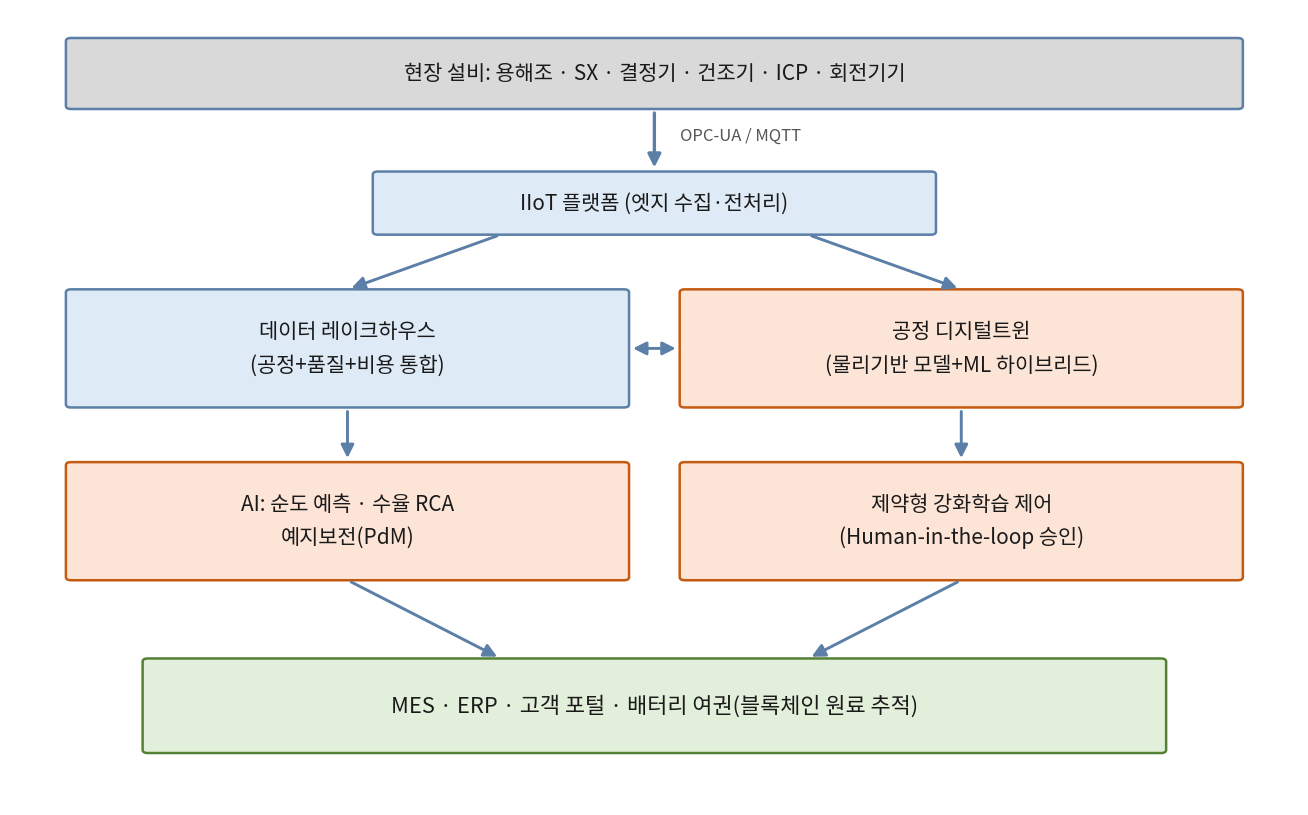 현장 설비: 용해조 · SX · 결정기 · 건조기 · ICP · 회전기기
OPC-UA / MQTT
IIoT 플랫폼 (엣지 수집·전처리)
데이터 레이크하우스
(공정+품질+비용 통합)
공정 디지털트윈
(물리기반 모델+ML 하이브리드)
AI: 순도 예측 · 수율 RCA
예지보전(PdM)
제약형 강화학습 제어
(Human-in-the-loop 승인)
MES · ERP · 고객 포털 · 배터리 여권(블록체인 원료 추적)